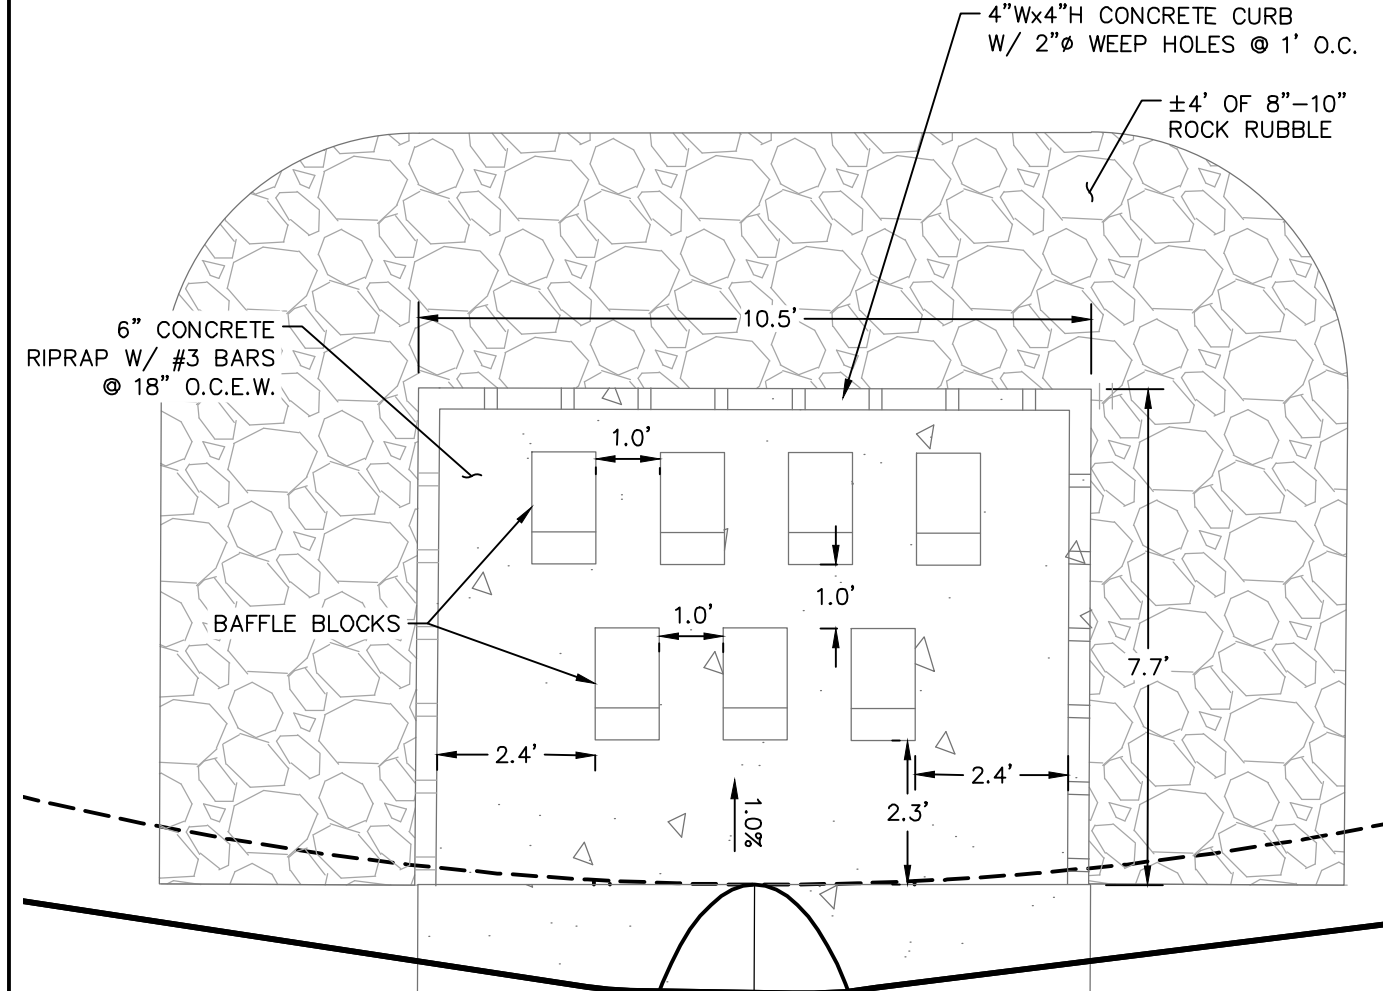 4”Wx4”H CONCRETE CURB
W/ 2”ø WEEP HOLES @ 1’ O.C.
±4’ OF 8”-10”
ROCK RUBBLE
10.5’
6” CONCRETE
RIPRAP W/ #3 BARS
@ 18” O.C.E.W.
1.0’
1.0’
BAFFLE BLOCKS
1.0’
7.7’
2.4’
2.4’
2.3’
1.0%